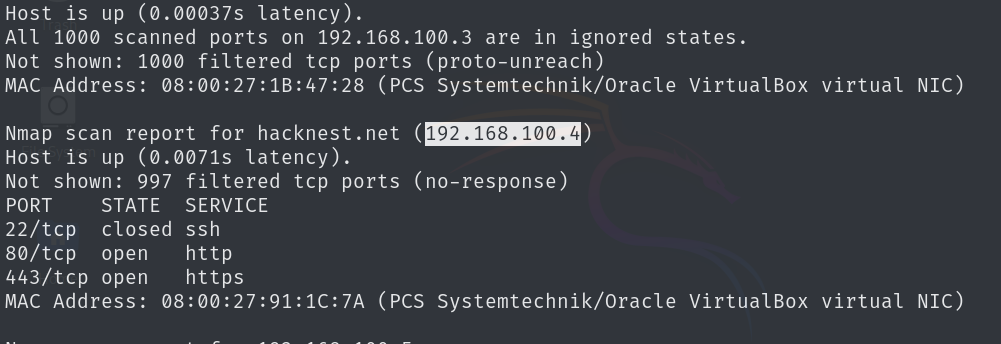 Host is up (0.00037s latency).
All 1000 scanned ports on 192.168.100.3 are in ignored states.
Not shown: 1000 filtered tcp ports (proto-unreach)
MAC Address: 08:00:27:1B:47:28 (PCS Systemtechnik/Oracle VirtualBox virtual NIC)
Nmap scan report for hacknest.net (192.168.100.4)
Host is up (0.0071s latency).
Not shown: 997 filtered tcp ports (no-response)
PORT    STATE  SERVICE
22/tcp  closed ssh
80/tcp  open   http
443/tcp open   https
MAC Address: 08:00:27:91:1C:7A (PCS Systemtechnik/Oracle VirtualBox virtual NIC)